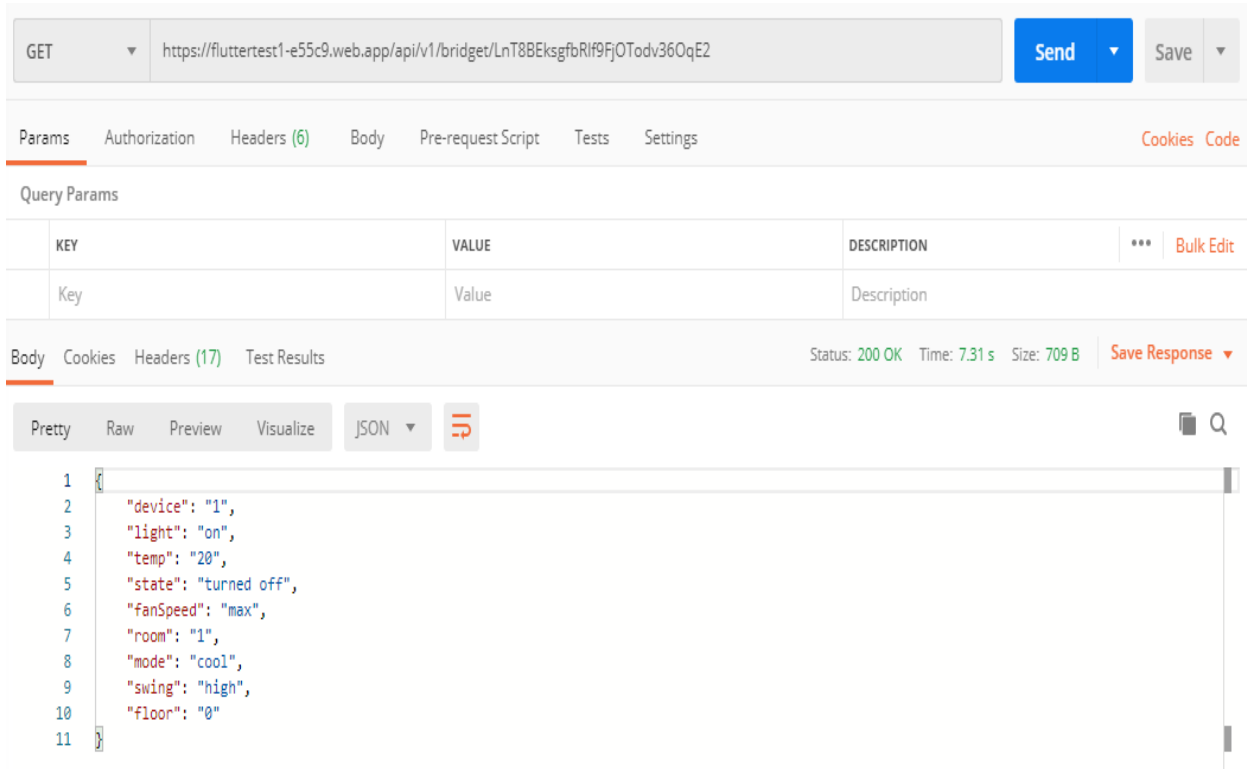 GET https://fluttertest1-e55c9.web.app/api/v1/bridget/LnT8BEksgfbRlf9FjOTodv36OqE2 Send Save
Params Authorization Headers (6) Body Pre-request Script Tests Settings Cookies Code
Query Params
KEY VALUE DESCRIPTION ••• Bulk Edit
Key Value Description
Body Cookies Headers (17) Test Results Status: 200 OK Time: 7.31 s Size: 709 B Save Response
Pretty Raw Preview Visualize JSON
1 {
2 "device": "1",
3 "light": "on",
4 "temp": "20",
5 "state": "turned off",
6 "fanSpeed": "max",
7 "room": "1",
8 "mode": "cool",
9 "swing": "high",
10 "floor": "0"
11 }